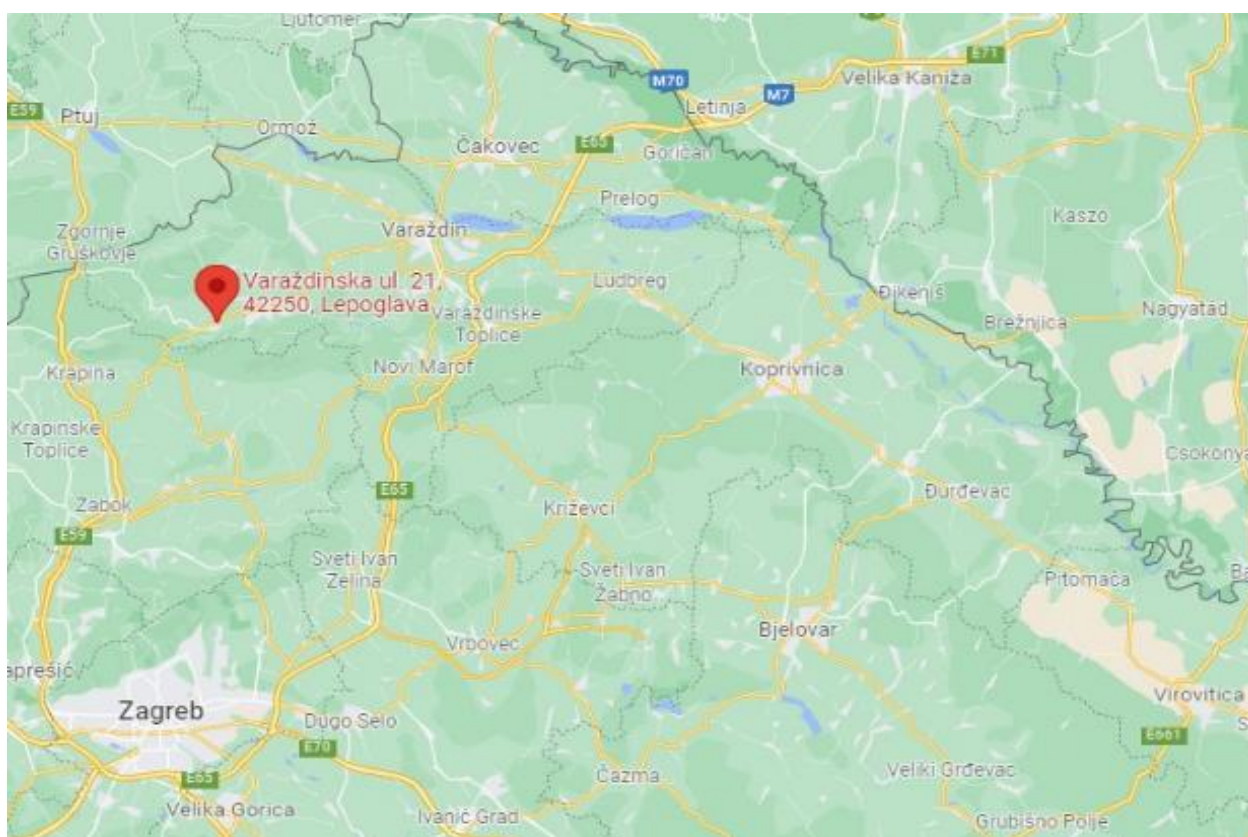 Ljutomer
E59
Ptuj
Ormož
Čakovec
E65
M70
Letinja
M7
E71
Velika Kaniža
Goričan
Prelog
Kaszo
Zgornje
Gruškovje
Varaždin
Varaždinska ul. 21,
42250, Lepoglava
Varaždinske
Toplice
Ludbreg
Đikeniš
Brežnjica
Nagyatád
Krapina
Novi Marof
Koprivnica
Krapinske
Toplice
Csokonya
Zabok
E59
E65
Križevci
Đurđevac
Sveti Ivan
Zelina
Sveti Ivan
Žabno
Pitomača
Ba
Vrbovec
Bjelovar
aprešić
Zagreb
Dugo Selo
E70
Virovitica
S
E661
E65
Velika Gorica
Ivanić Grad
Čazma
Veliki Grđevac
Grubišno Polje